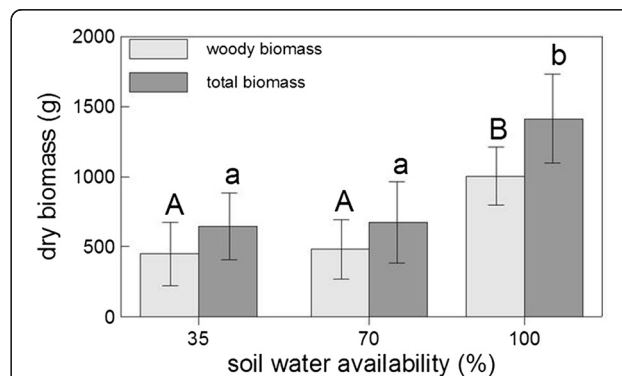 2000
1500
1000
500
0
dry biomass (g)
woody biomass
total biomass
A a A a B b
35 70 100
soil water availability (%)